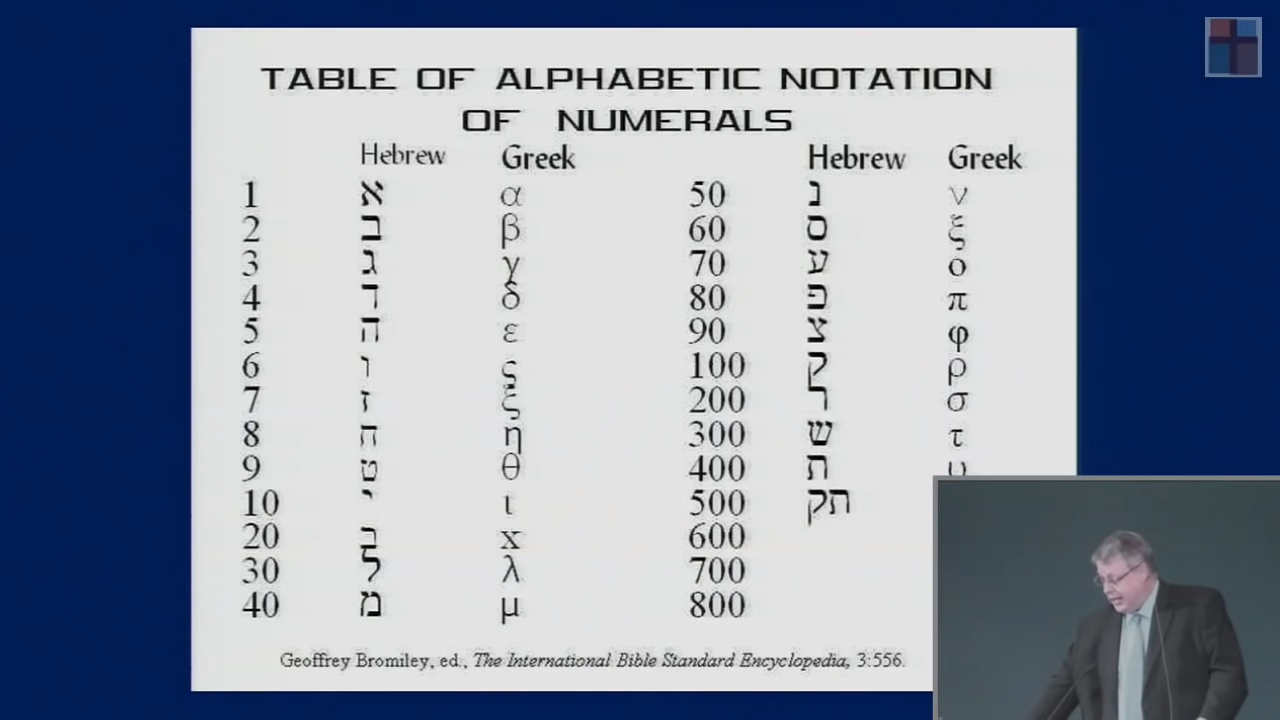 TABLE OF ALPHABETIC NOTATION
OF NUMERALS
Hebrew Greek Hebrew Greek
1 א α 50 נ ν
2 ב β 60 ס ξ
3 ג γ 70 ע ο
4 ד δ 80 פ π
5 ה ε 90 צ φ
6 ו ς 100 ק ρ
7 ז ξ 200 ר σ
8 ח η 300 ש τ
9 ט θ 400 ת υ
10 י ι 500 תק
20 כ x 600
30 ל λ 700
40 מ μ 800
Geoffrey Bromiley, ed., The International Bible Standard Encyclopedia, 3:556.